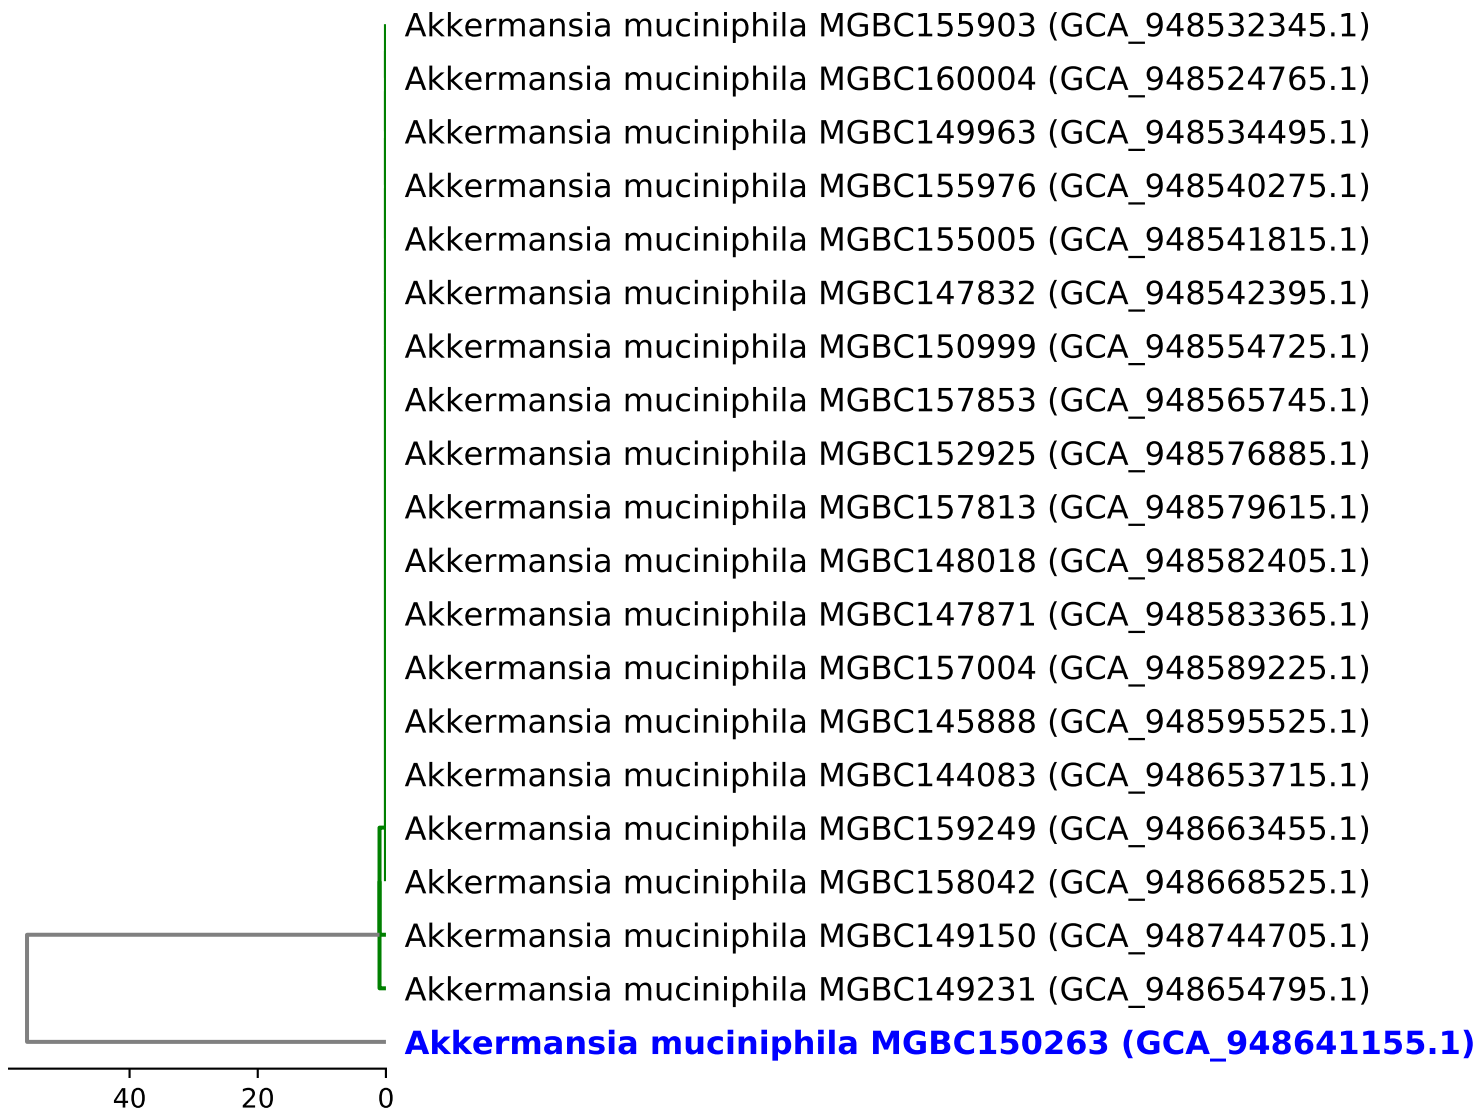 Akkermansia muciniphila MGBC155903 (GCA_948532345.1)
Akkermansia muciniphila MGBC160004 (GCA_948524765.1)
Akkermansia muciniphila MGBC149963 (GCA_948534495.1)
Akkermansia muciniphila MGBC155976 (GCA_948540275.1)
Akkermansia muciniphila MGBC155005 (GCA_948541815.1)
Akkermansia muciniphila MGBC147832 (GCA_948542395.1)
Akkermansia muciniphila MGBC150999 (GCA_948554725.1)
Akkermansia muciniphila MGBC157853 (GCA_948565745.1)
Akkermansia muciniphila MGBC152925 (GCA_948576885.1)
Akkermansia muciniphila MGBC157813 (GCA_948579615.1)
Akkermansia muciniphila MGBC148018 (GCA_948582405.1)
Akkermansia muciniphila MGBC147871 (GCA_948583365.1)
Akkermansia muciniphila MGBC157004 (GCA_948589225.1)
Akkermansia muciniphila MGBC145888 (GCA_948595525.1)
Akkermansia muciniphila MGBC144083 (GCA_948653715.1)
Akkermansia muciniphila MGBC159249 (GCA_948663455.1)
Akkermansia muciniphila MGBC158042 (GCA_948668525.1)
Akkermansia muciniphila MGBC149150 (GCA_948744705.1)
Akkermansia muciniphila MGBC149231 (GCA_948654795.1)
Akkermansia muciniphila MGBC150263 (GCA_948641155.1)
40 20 0